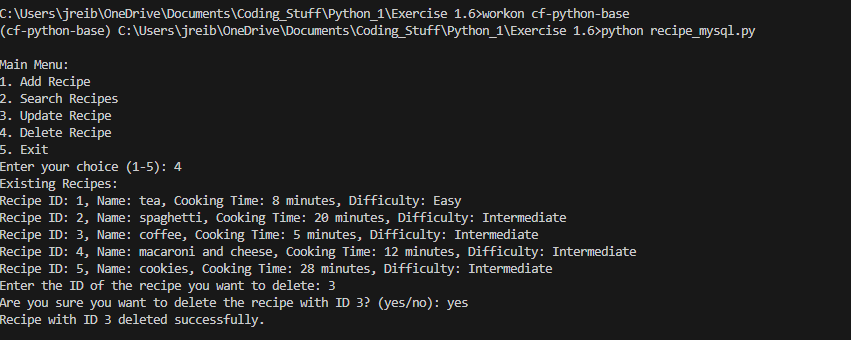 C:\Users\jreib\OneDrive\Documents\Coding_Stuff\Python_1\Exercise 1.6>workon cf-python-base
(cf-python-base) C:\Users\jreib\OneDrive\Documents\Coding_Stuff\Python_1\Exercise 1.6>python recipe_mysql.py
Main Menu:
1. Add Recipe
2. Search Recipes
3. Update Recipe
4. Delete Recipe
5. Exit
Enter your choice (1-5): 4
Existing Recipes:
Recipe ID: 1, Name: tea, Cooking Time: 8 minutes, Difficulty: Easy
Recipe ID: 2, Name: spaghetti, Cooking Time: 20 minutes, Difficulty: Intermediate
Recipe ID: 3, Name: coffee, Cooking Time: 5 minutes, Difficulty: Intermediate
Recipe ID: 4, Name: macaroni and cheese, Cooking Time: 12 minutes, Difficulty: Intermediate
Recipe ID: 5, Name: cookies, Cooking Time: 28 minutes, Difficulty: Intermediate
Enter the ID of the recipe you want to delete: 3
Are you sure you want to delete the recipe with ID 3? (yes/no): yes
Recipe with ID 3 deleted successfully.